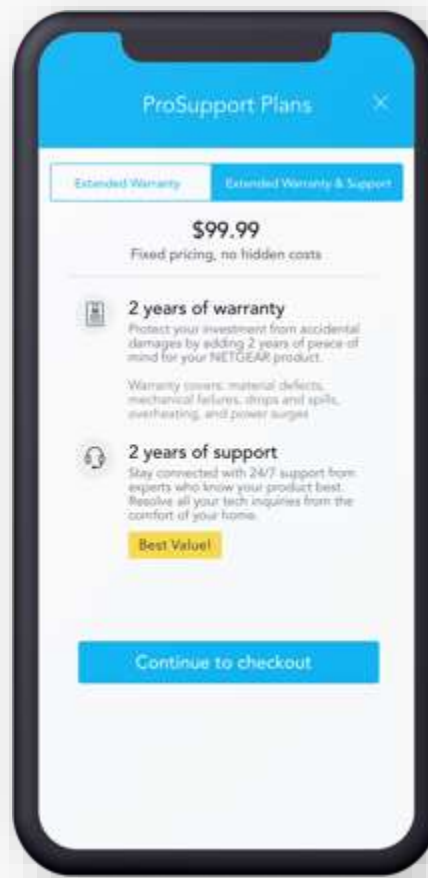 ProSupport Plans
Extended Warranty
Extended Warranty & Support
$99.99
Fixed pricing, no hidden costs
2 years of warranty
Protect your investment from accidental
damages by adding 2 years of peace of
mind for your NETGEAR product.
Warranty covers: material defects,
mechanical failures, drops and spills,
overheating, and power surges
2 years of support
Stay connected with 24/7 support from
experts who know your product best.
Resolve all your tech inquiries from the
comfort of your home.
Best Value!
Continue to checkout